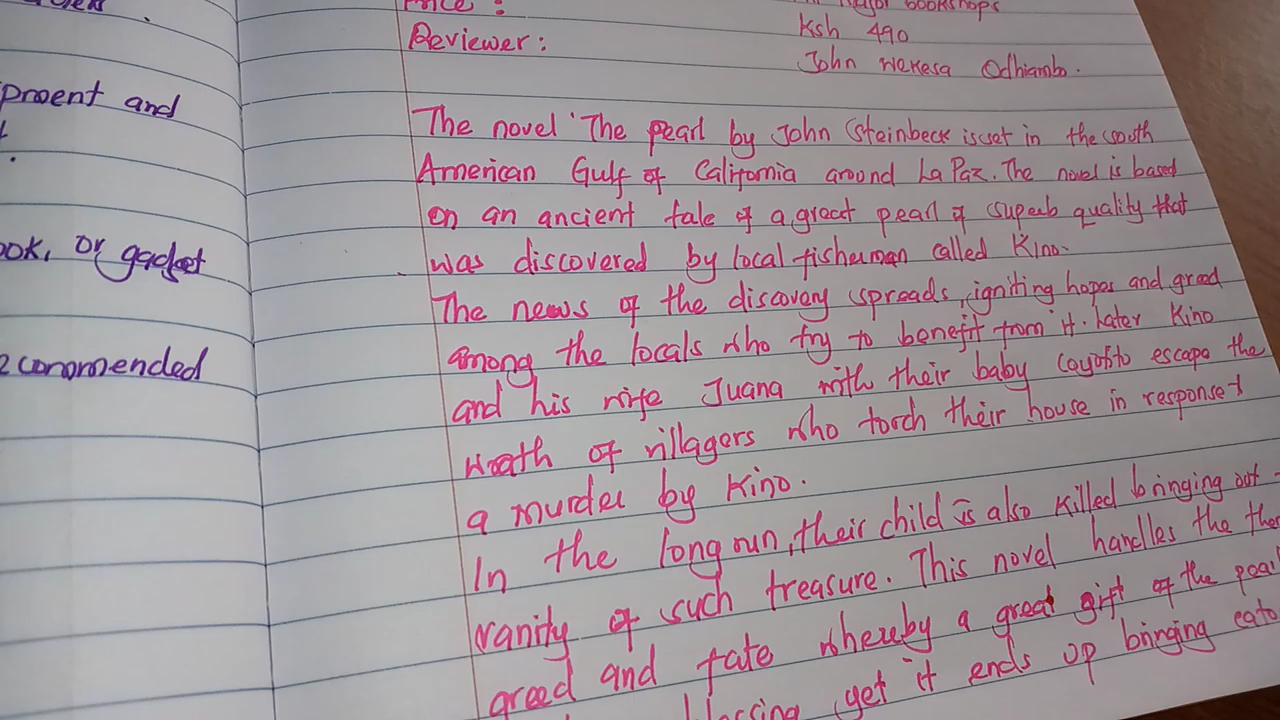 proent and
ook, or gadget
commended
Price :
major bookshops
Ksh 490
Reviewer :
John Wekesa Odhiambo.
The novel 'The pearl by John Steinbeck is set in the south
American Gulf of California around La Paz. The novel is based
on an ancient tale of a great pearl of superb quality that
was discovered by local fisherman called Kino.
The news of the discovery spreads, igniting hopes and greed
among the locals who try to benefit from it. Later Kino
and his wife Juana with their baby Coyotito escape the
wrath of villagers who torch their house in response t
a murder by Kino.
In the long run, their child is also killed bringing out
vanity of such treasure. This novel handles the the
greed and fate whereby a great gift of the pearl
yet it ends up bringing